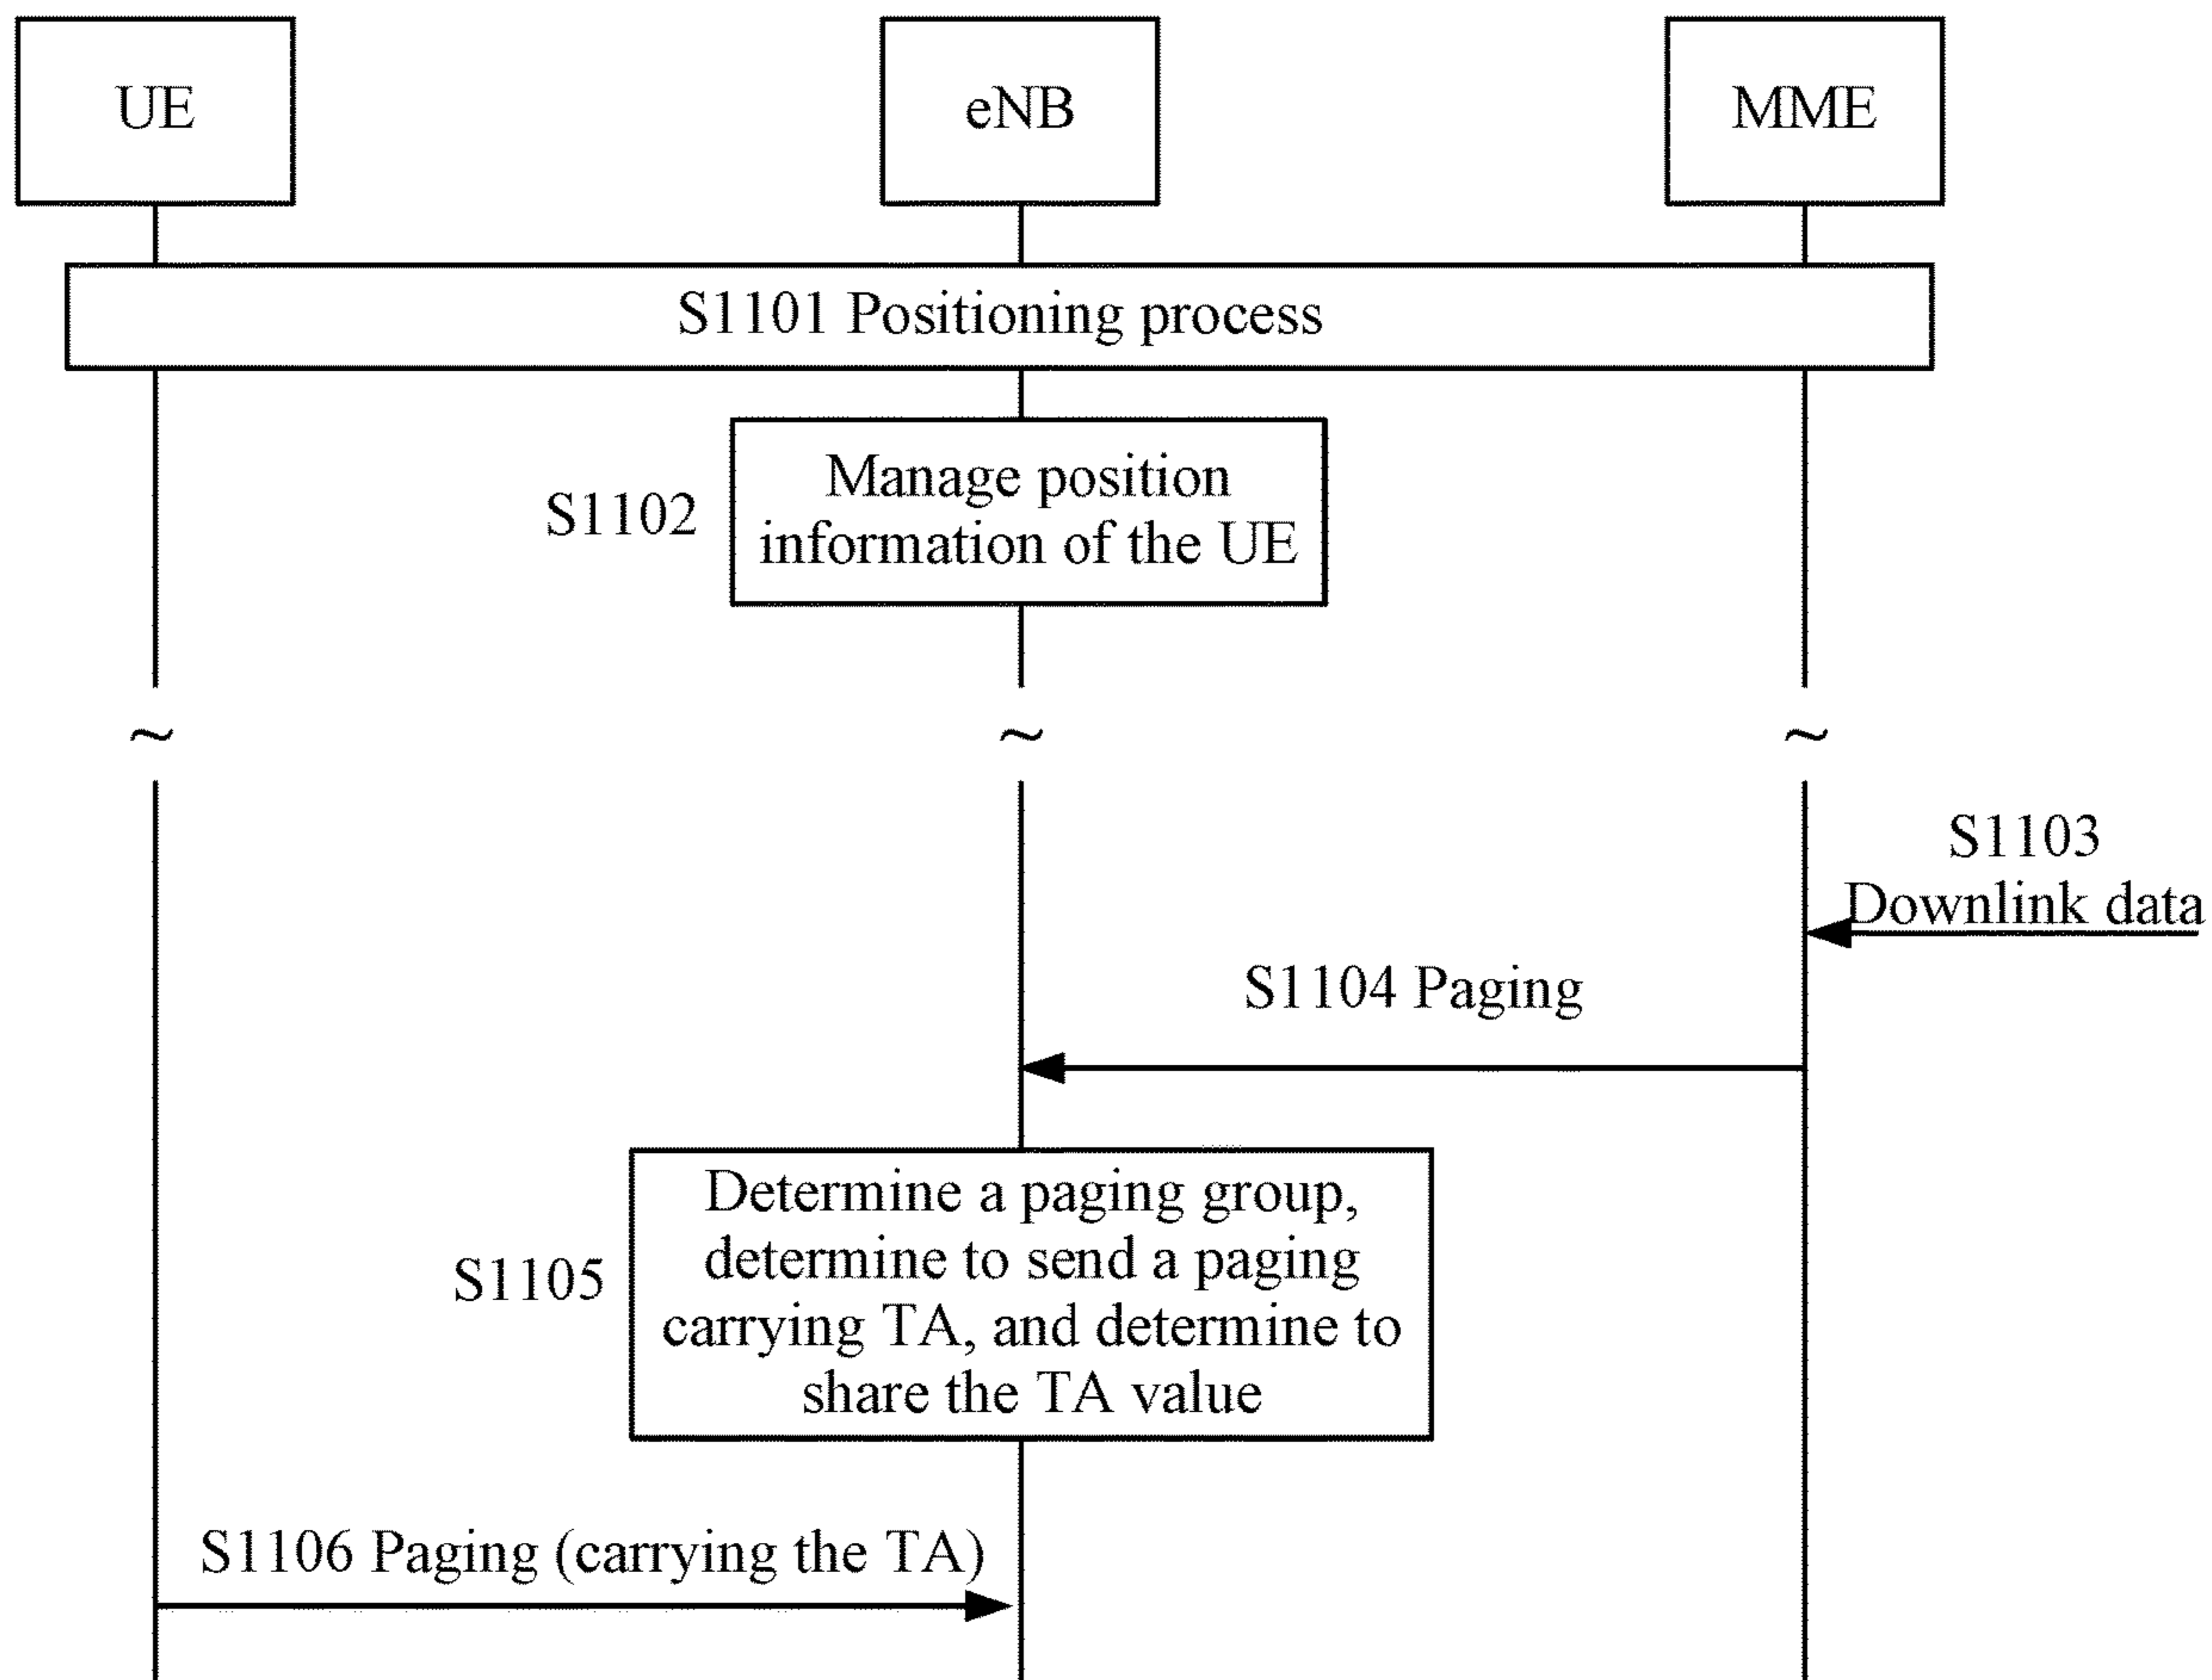 UE
eNB
MME
S1101 Positioning process
S1102
Manage position
information of the UE
~
~
~
S1103
Downlink data
S1104 Paging
S1105
Determine a paging group,
determine to send a paging
carrying TA, and determine to
share the TA value
S1106 Paging (carrying the TA)